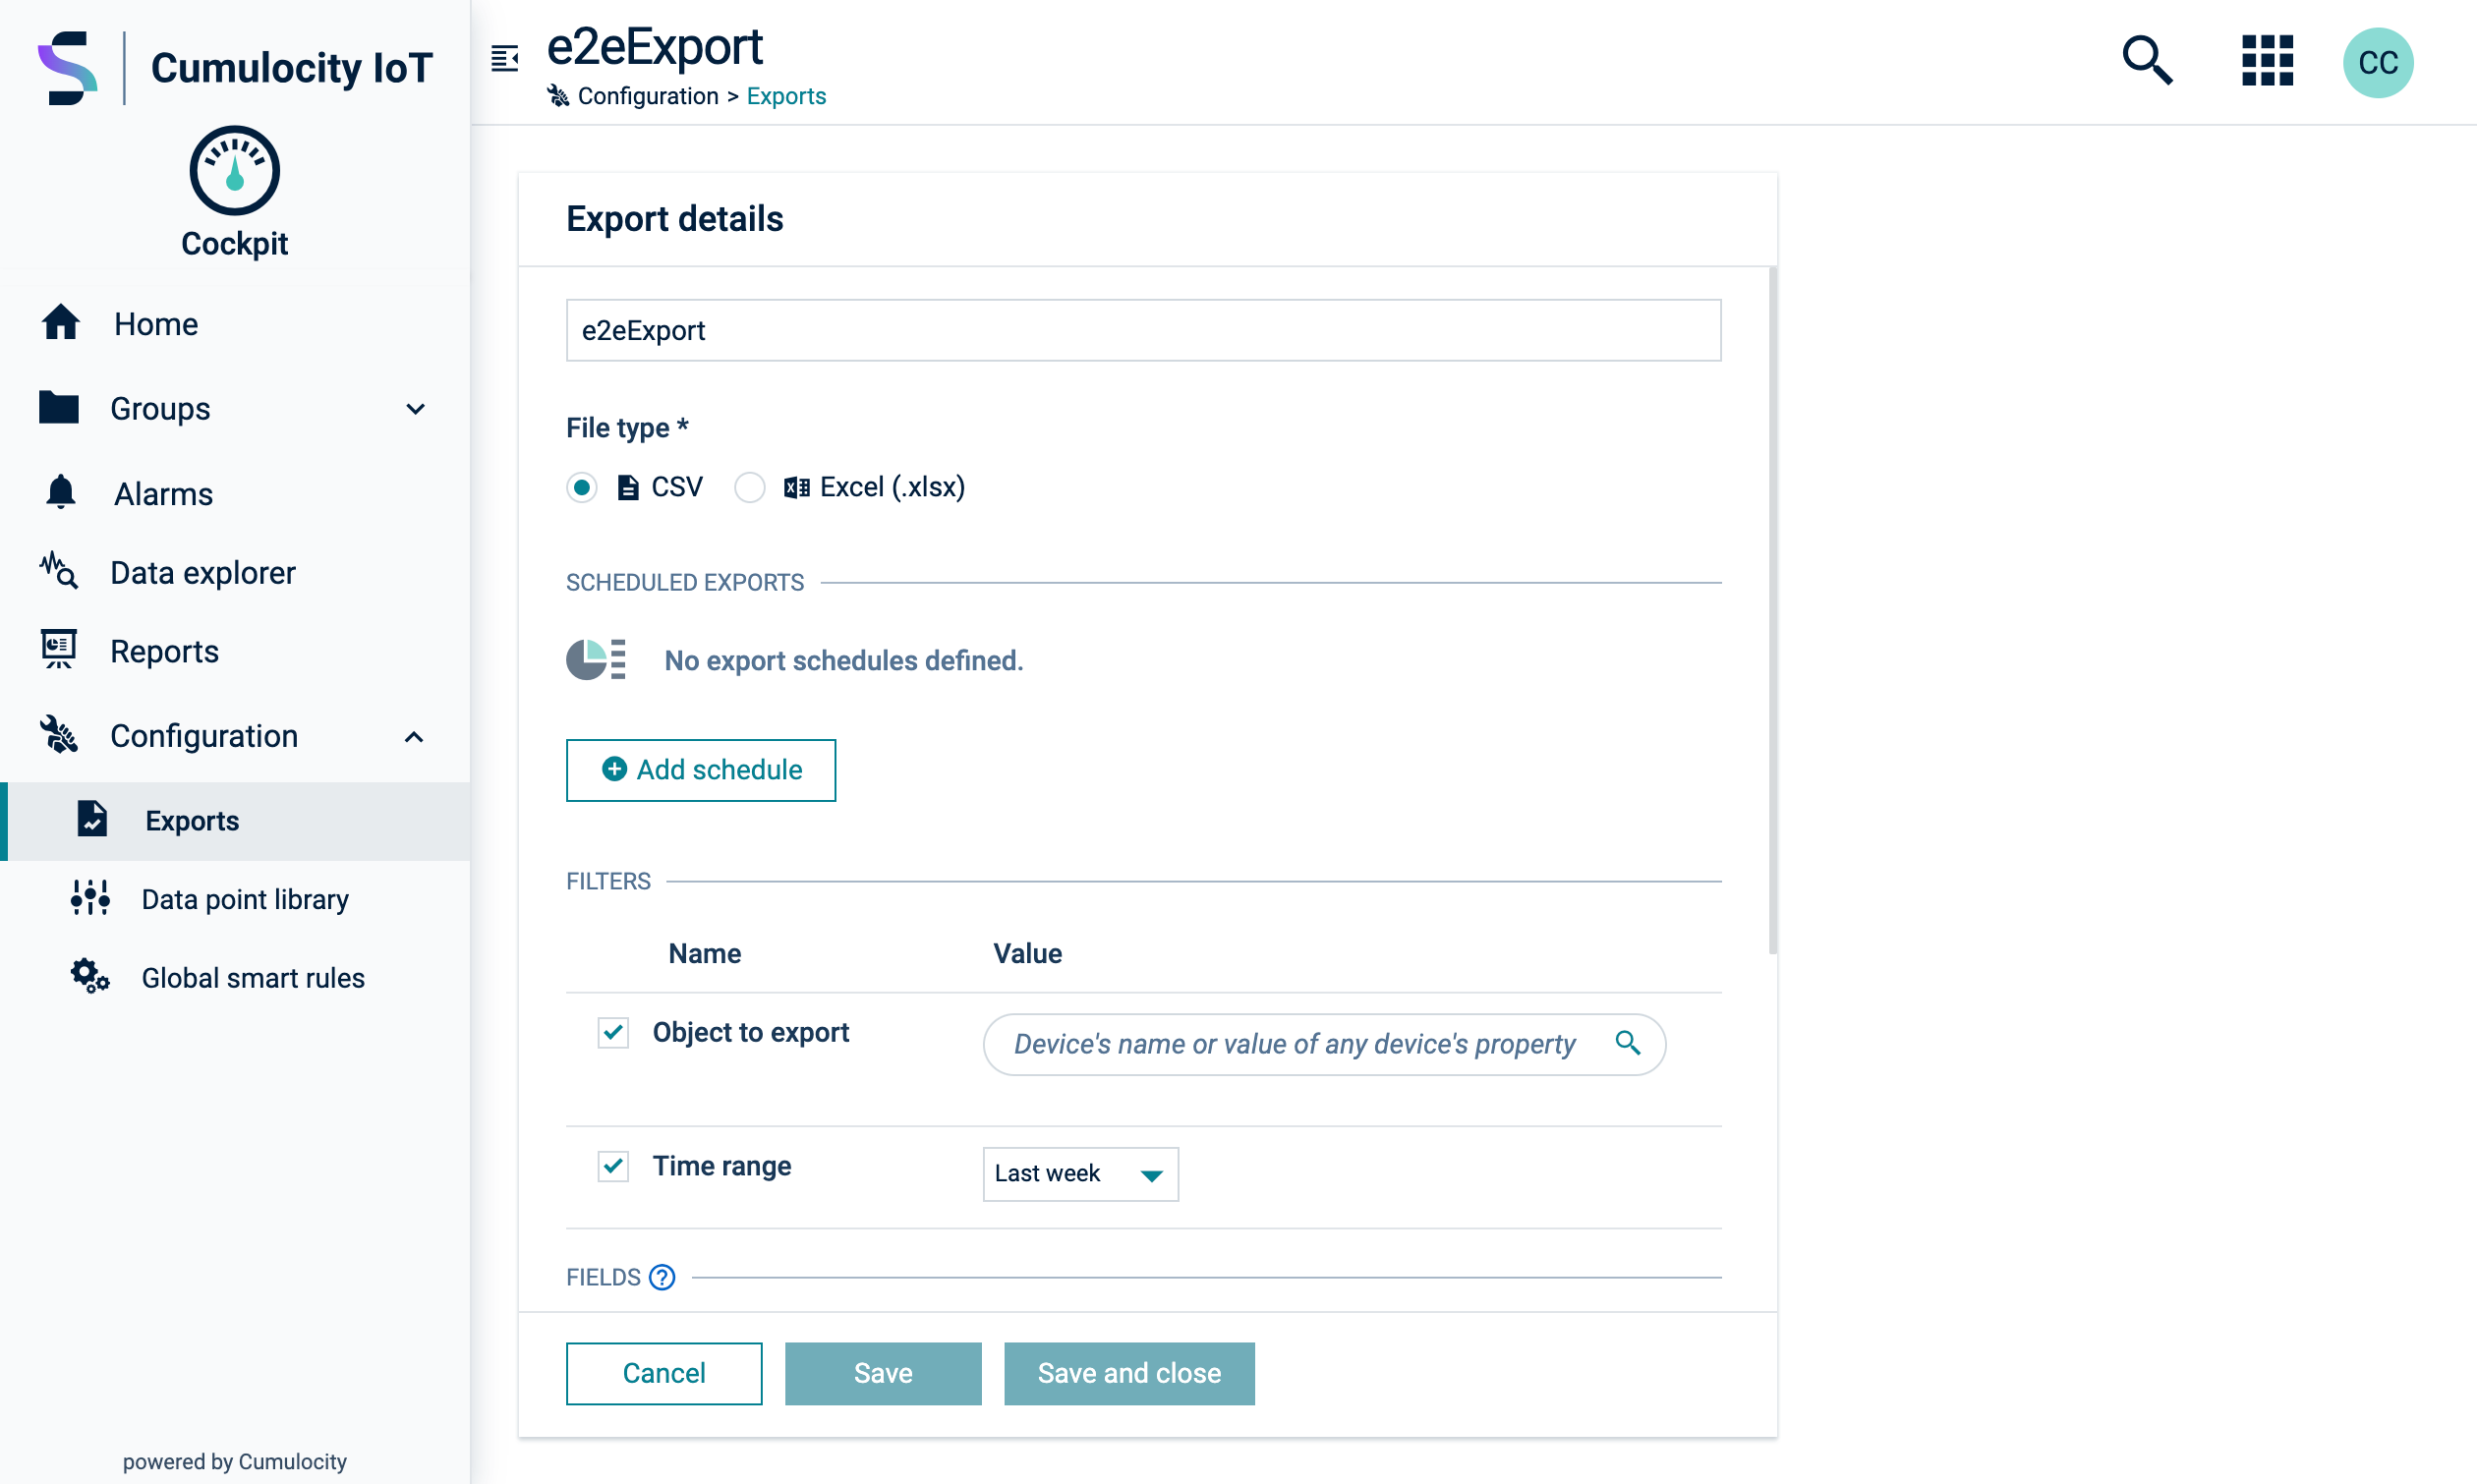 Cumulocity IoT
Cockpit
Home
Groups
Alarms
Data explorer
Reports
Configuration
Exports
Data point library
Global smart rules
powered by Cumulocity
e2eExport
Configuration > Exports
CC
Export details
e2eExport
File type *
CSV Excel (.xlsx)
SCHEDULED EXPORTS
No export schedules defined.
Add schedule
FILTERS
Name Value
Object to export Device's name or value of any device's property
Time range Last week
FIELDS ?
Cancel Save Save and close